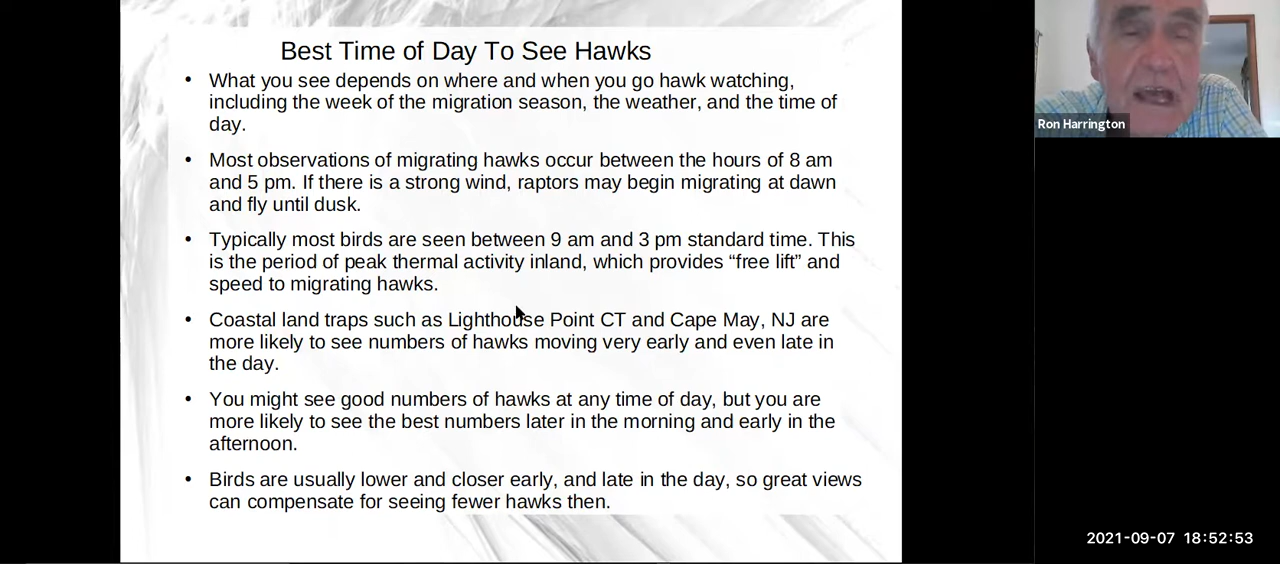 Best Time of Day To See Hawks
• What you see depends on where and when you go hawk watching,
including the week of the migration season, the weather, and the time of
day.
• Most observations of migrating hawks occur between the hours of 8 am
and 5 pm. If there is a strong wind, raptors may begin migrating at dawn
and fly until dusk.
• Typically most birds are seen between 9 am and 3 pm standard time. This
is the period of peak thermal activity inland, which provides “free lift” and
speed to migrating hawks.
• Coastal land traps such as Lighthouse Point CT and Cape May, NJ are
more likely to see numbers of hawks moving very early and even late in
the day.
• You might see good numbers of hawks at any time of day, but you are
more likely to see the best numbers later in the morning and early in the
afternoon.
• Birds are usually lower and closer early, and late in the day, so great views
can compensate for seeing fewer hawks then.
Ron Harrington
2021-09-07 18:52:53